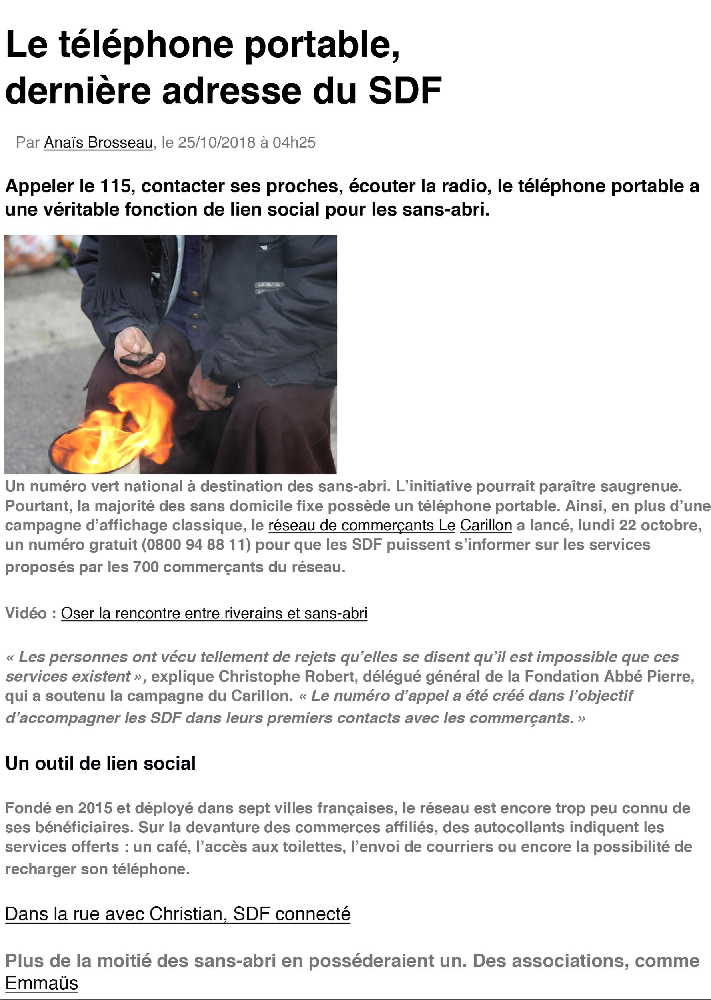 Le téléphone portable,
dernière adresse du SDF
Par Anaïs Brosseau, le 25/10/2018 à 04h25
Appeler le 115, contacter ses proches, écouter la radio, le téléphone portable a
une véritable fonction de lien social pour les sans-abri.
Un numéro vert national à destination des sans-abri. L’initiative pourrait paraître saugrenue.
Pourtant, la majorité des sans domicile fixe possède un téléphone portable. Ainsi, en plus d’une
campagne d’affichage classique, le réseau de commerçants Le Carillon a lancé, lundi 22 octobre,
un numéro gratuit (0800 94 88 11) pour que les SDF puissent s’informer sur les services
proposés par les 700 commerçants du réseau.
Vidéo : Oser la rencontre entre riverains et sans-abri
« Les personnes ont vécu tellement de rejets qu’elles se disent qu’il est impossible que ces
services existent », explique Christophe Robert, délégué général de la Fondation Abbé Pierre,
qui a soutenu la campagne du Carillon. « Le numéro d’appel a été créé dans l’objectif
d’accompagner les SDF dans leurs premiers contacts avec les commerçants. »
Un outil de lien social
Fondé en 2015 et déployé dans sept villes françaises, le réseau est encore trop peu connu de
ses bénéficiaires. Sur la devanture des commerces affiliés, des autocollants indiquent les
services offerts : un café, l’accès aux toilettes, l’envoi de courriers ou encore la possibilité de
recharger son téléphone.
Dans la rue avec Christian, SDF connecté
Plus de la moitié des sans-abri en posséderaient un. Des associations, comme
Emmaüs